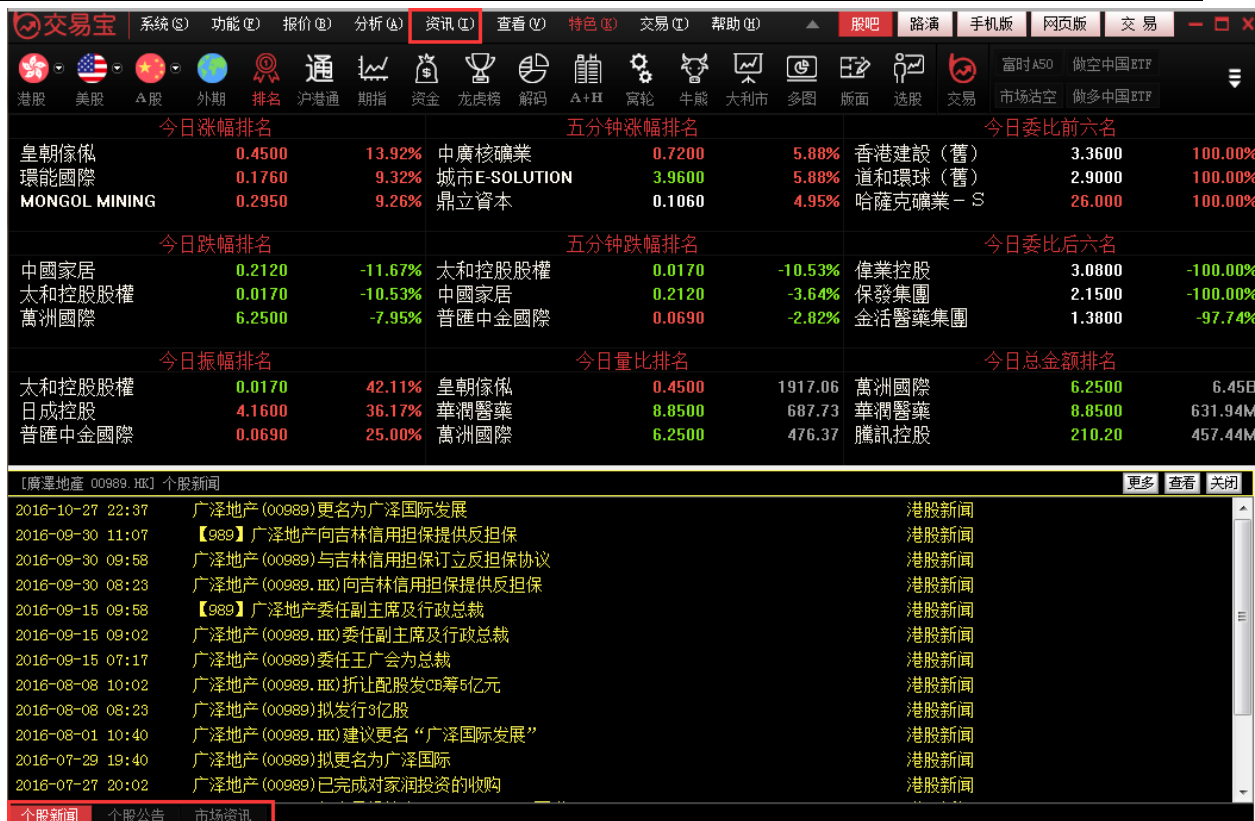 交易宝 系统(S) 功能(F) 报价(B) 分析(A) 资讯(I) 查看(V) 特色(K) 交易(T) 帮助(H) 股吧 路演 手机版 网页版 交易
富时A50 做空中国ETF
港股 美股 A股 外期 排名 沪港通 期指 资金 龙虎榜 解码 A+H 窝轮 牛熊 大利市 多图 版面 选股 交易 市场沽空 做多中国ETF
今日涨幅排名 五分钟涨幅排名 今日委比前六名
皇朝傢俬 0.4500 13.92% 中廣核礦業 0.7200 5.88% 香港建設（舊） 3.3600 100.00%
環能國際 0.1760 9.32% 城市E-SOLUTION 3.9600 5.88% 道和環球（舊） 2.9000 100.00%
MONGOL MINING 0.2950 9.26% 鼎立資本 0.1060 4.95% 哈薩克礦業－Ｓ 26.000 100.00%
今日跌幅排名 五分钟跌幅排名 今日委比后六名
中國家居 0.2120 -11.67% 太和控股股權 0.0170 -10.53% 偉業控股 3.0800 -100.00%
太和控股股權 0.0170 -10.53% 中國家居 0.2120 -3.64% 保發集團 2.1500 -100.00%
萬洲國際 6.2500 -7.95% 普匯中金國際 0.0690 -2.82% 金活醫藥集團 1.3800 -97.74%
今日振幅排名 今日量比排名 今日总金额排名
太和控股股權 0.0170 42.11% 皇朝傢俬 0.4500 1917.06 萬洲國際 6.2500 6.45B
日成控股 4.1600 36.17% 華潤醫藥 8.8500 687.73 華潤醫藥 8.8500 631.94M
普匯中金國際 0.0690 25.00% 萬洲國際 6.2500 476.37 騰訊控股 210.20 457.44M
[廣澤地產 00989.HK] 个股新闻 更多 查看 关闭
2016-10-27 22:37 广泽地产(00989)更名为广泽国际发展 港股新闻
2016-09-30 11:07 【989】广泽地产向吉林信用担保提供反担保 港股新闻
2016-09-30 09:58 广泽地产(00989)与吉林信用担保订立反担保协议 港股新闻
2016-09-30 08:23 广泽地产(00989.HK)向吉林信用担保提供反担保 港股新闻
2016-09-15 09:58 【989】广泽地产委任副主席及行政总裁 港股新闻
2016-09-15 09:02 广泽地产(00989.HK)委任副主席及行政总裁 港股新闻
2016-09-15 07:17 广泽地产(00989)委任王广会为总裁 港股新闻
2016-08-08 10:02 广泽地产(00989.HK)折让配股发CB筹5亿元 港股新闻
2016-08-08 08:23 广泽地产(00989)拟发行3亿股 港股新闻
2016-08-01 10:40 广泽地产(00989.HK)建议更名“广泽国际发展” 港股新闻
2016-07-29 19:40 广泽地产(00989)拟更名为广泽国际 港股新闻
2016-07-27 20:02 广泽地产(00989)已完成对家润投资的收购 港股新闻
个股新闻 个股公告 市场资讯